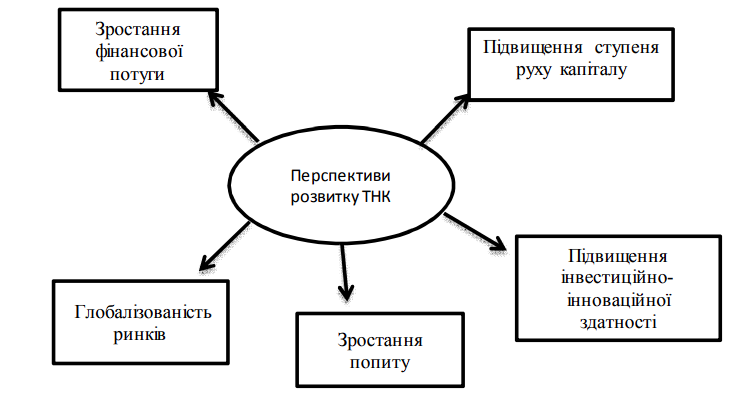 Зростання
фінансової
потуги
Підвищення ступеня
руху капіталу
Перспективи
розвитку ТНК
Підвищення
інвестиційно-
інноваційної
здатності
Глобалізованість
ринків
Зростання
попиту